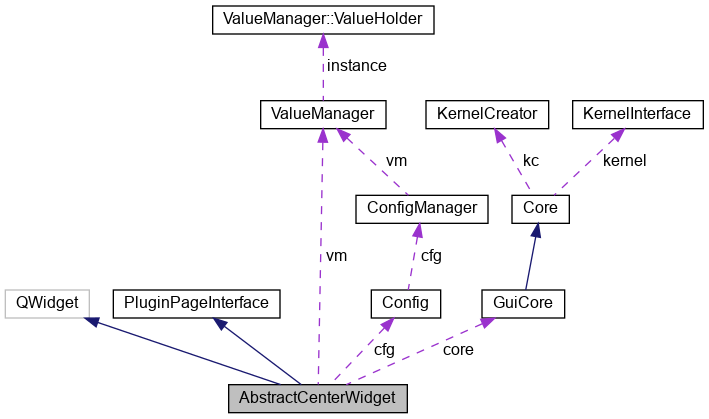 ValueManager::ValueHolder
instance
ValueManager
KernelCreator
KernelInterface
vm
kc
kernel
ConfigManager
Core
vm
cfg
QWidget
PluginPageInterface
Config
GuiCore
cfg
core
AbstractCenterWidget